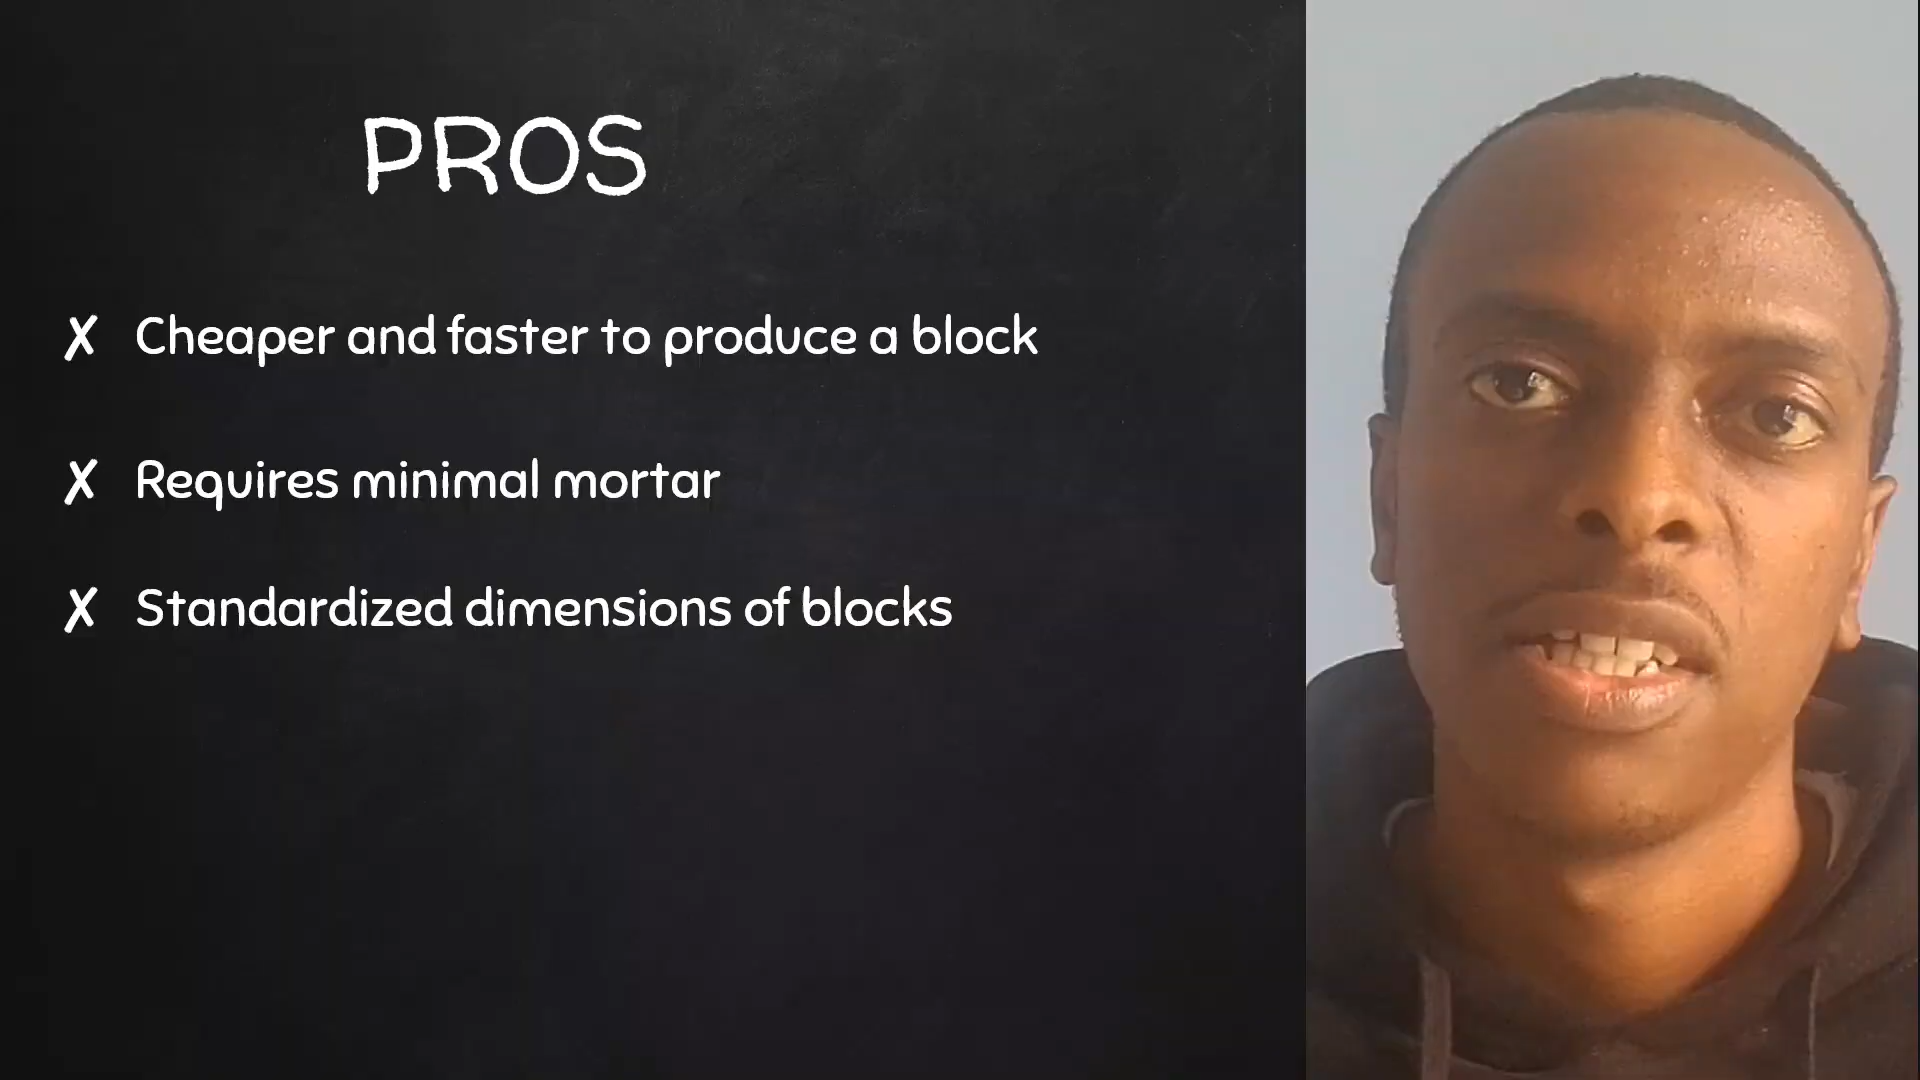 PROS
✗ Cheaper and faster to produce a block
✗ Requires minimal mortar
✗ Standardized dimensions of blocks